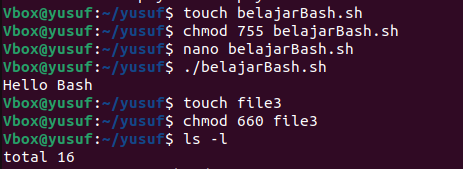 Vbox@yusuf:~/yusuf$ touch belajarBash.sh
Vbox@yusuf:~/yusuf$ chmod 755 belajarBash.sh
Vbox@yusuf:~/yusuf$ nano belajarBash.sh
Vbox@yusuf:~/yusuf$ ./belajarBash.sh
Hello Bash
Vbox@yusuf:~/yusuf$ touch file3
Vbox@yusuf:~/yusuf$ chmod 660 file3
Vbox@yusuf:~/yusuf$ ls -l
total 16